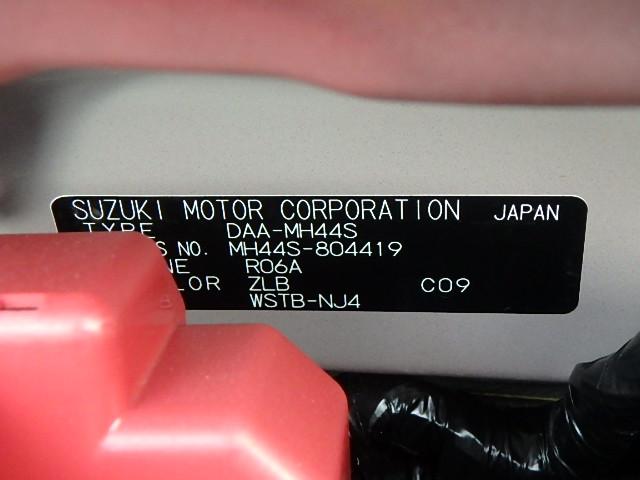 SUZUKI MOTOR CORPORATION JAPAN
TYPE DAA-MH44S
S NO. MH44S-804419
NE R06A
LOR ZLB C09
WSTB-NJ4